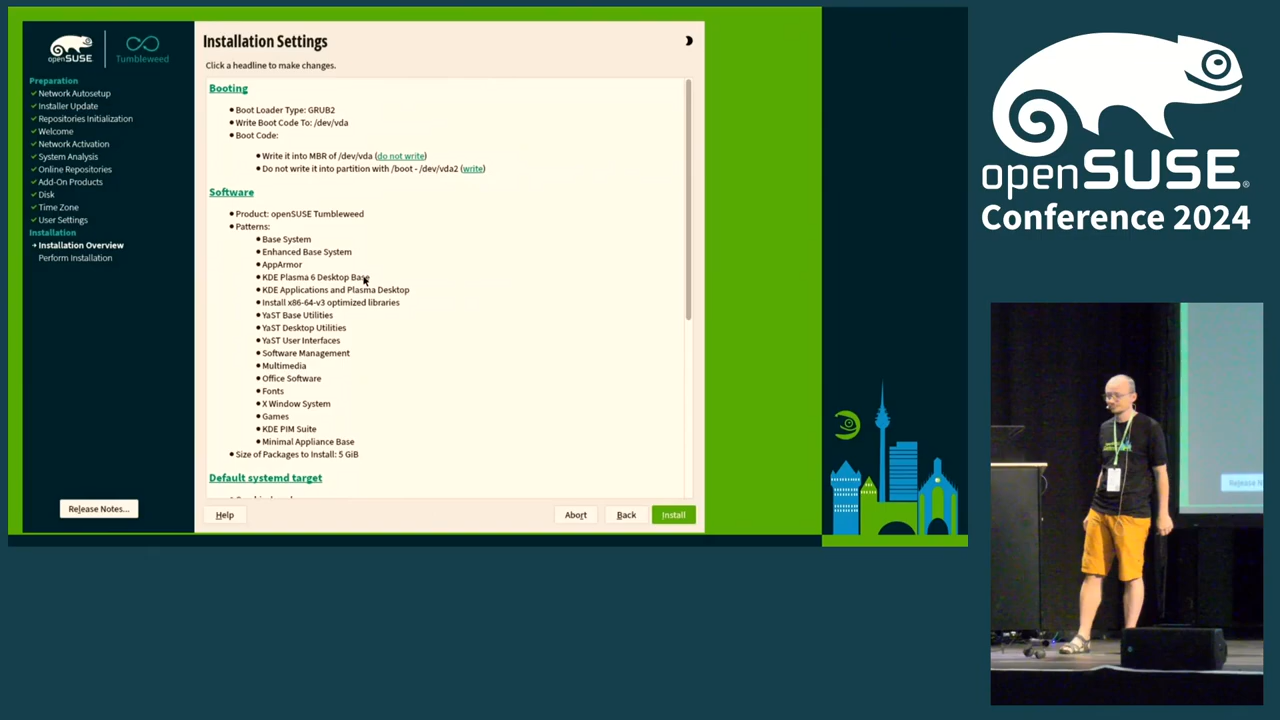 openSUSE
Tumbleweed
Preparation
Network Autosetup
Installer Update
Repositories Initialization
Welcome
Network Activation
System Analysis
Online Repositories
Add-On Products
Disk
Time Zone
User Settings
Installation
Installation Overview
Perform Installation
Release Notes...
Installation Settings
Click a headline to make changes.
Booting
Boot Loader Type: GRUB2
Write Boot Code To: /dev/vda
Boot Code:
Write it into MBR of /dev/vda (do not write)
Do not write it into partition with /boot - /dev/vda2 (write)
Software
Product: openSUSE Tumbleweed
Patterns:
Base System
Enhanced Base System
AppArmor
KDE Plasma 6 Desktop Base
KDE Applications and Plasma Desktop
Install x86-64-v3 optimized libraries
YaST Base Utilities
YaST Desktop Utilities
YaST User Interfaces
Software Management
Multimedia
Office Software
Fonts
X Window System
Games
KDE PIM Suite
Minimal Appliance Base
Size of Packages to Install: 5 GiB
Default systemd target
Help
Abort
Back
Install
openSUSE®
Conference 2024
Release N